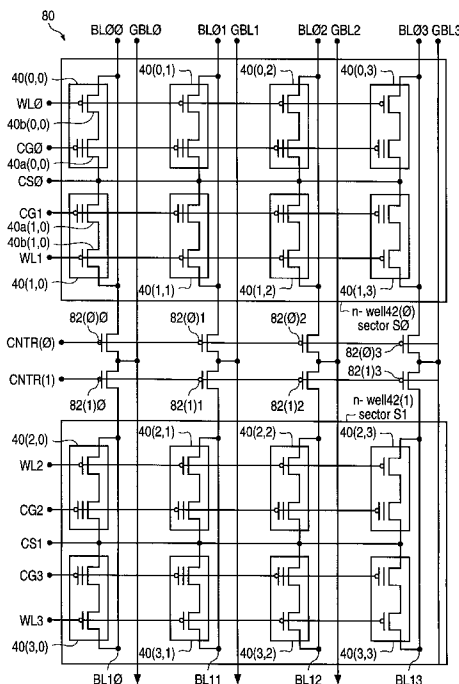 80
BLØØ GBLØ BLØ1 GBL1 BLØ2 GBL2 BLØ3 GBL3
40(0,0) 40(0,1) 40(0,2) 40(0,3)
WLØ
40b(0,0)
CGØ
40a(0,0)
CSØ
CG1
40a(1,0)
40b(1,0)
WL1
40(1,0) 40(1,1) 40(1,2) 40(1,3)
n- well42(Ø)
sector SØ
82(Ø)Ø 82(Ø)1 82(Ø)2
CNTR(Ø)
82(Ø)3
CNTR(1)
82(1)3
82(1)Ø 82(1)1 82(1)2
n- well42(1)
sector S1
40(2,0) 40(2,1) 40(2,2) 40(2,3)
WL2
CG2
CS1
CG3
WL3
40(3,0) 40(3,1) 40(3,2) 40(3,3)
BL1Ø BL11 BL12 BL13